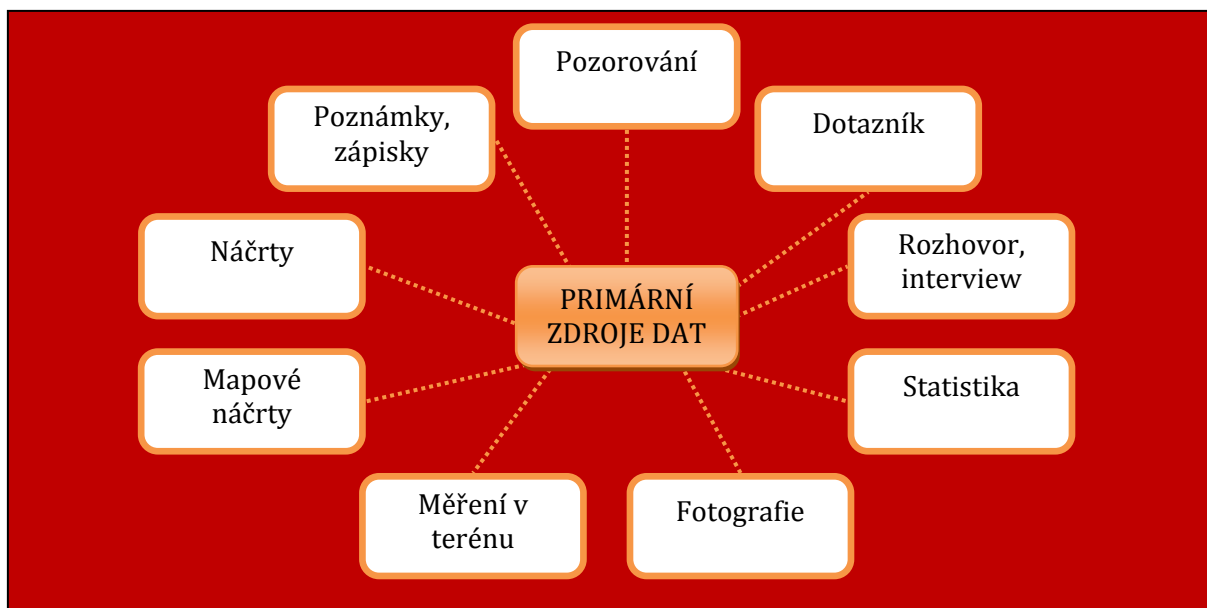 Pozorování
Poznámky,
zápisky
Dotazník
Náčrty
Rozhovor,
interview
PRIMÁRNÍ
ZDROJE DAT
Mapové
náčrty
Statistika
Měření v
terénu
Fotografie